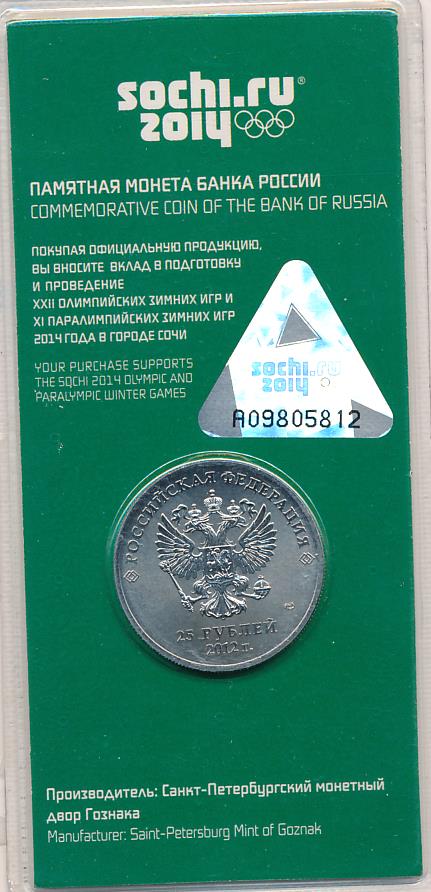 sochi.ru®
2014
ПАМЯТНАЯ МОНЕТА БАНКА РОССИИ
COMMEMORATIVE COIN OF THE BANK OF RUSSIA
ПОКУПАЯ ОФИЦИАЛЬНУЮ ПРОДУКЦИЮ,
ВЫ ВНОСИТЕ ВКЛАД В ПОДГОТОВКУ
И ПРОВЕДЕНИЕ
XXII ОЛИМПИЙСКИХ ЗИМНИХ ИГР И
XI ПАРАЛИМПИЙСКИХ ЗИМНИХ ИГР
2014 ГОДА В ГОРОДЕ СОЧИ
YOUR PURCHASE SUPPORTS
THE SOCHI 2014 OLYMPIC AND
PARALYMPIC WINTER GAMES
sochi.ru
2014
A09805812
РОССИЙСКАЯ ФЕДЕРАЦИЯ
25 РУБЛЕЙ
2012 г.
Производитель: Санкт-Петербургский монетный
двор Гознака
Manufacturer: Saint-Petersburg Mint of Goznak